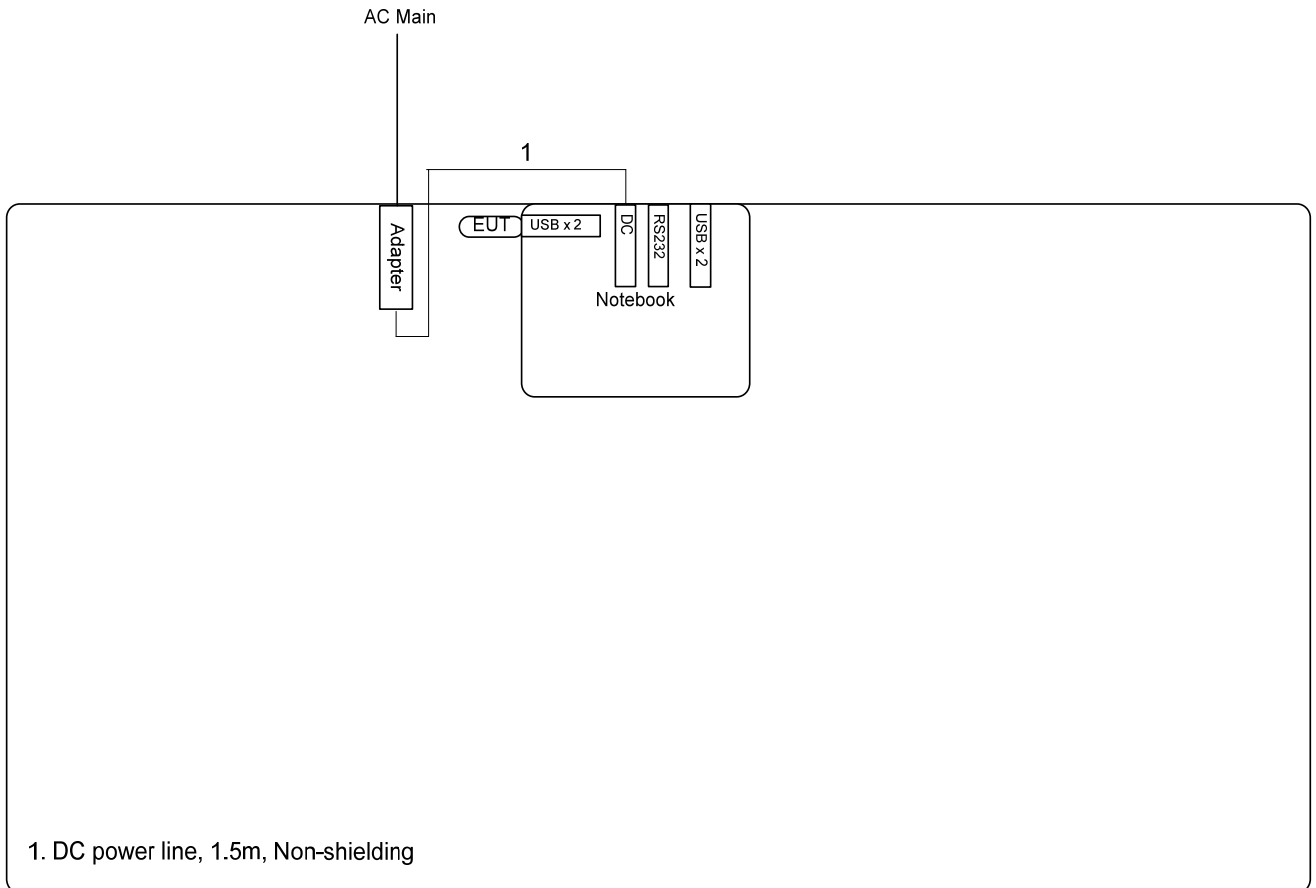 AC Main
1
Adapter
EUT
USB x 2
DC
RS232
USB x 2
Notebook
1. DC power line, 1.5m, Non-shielding